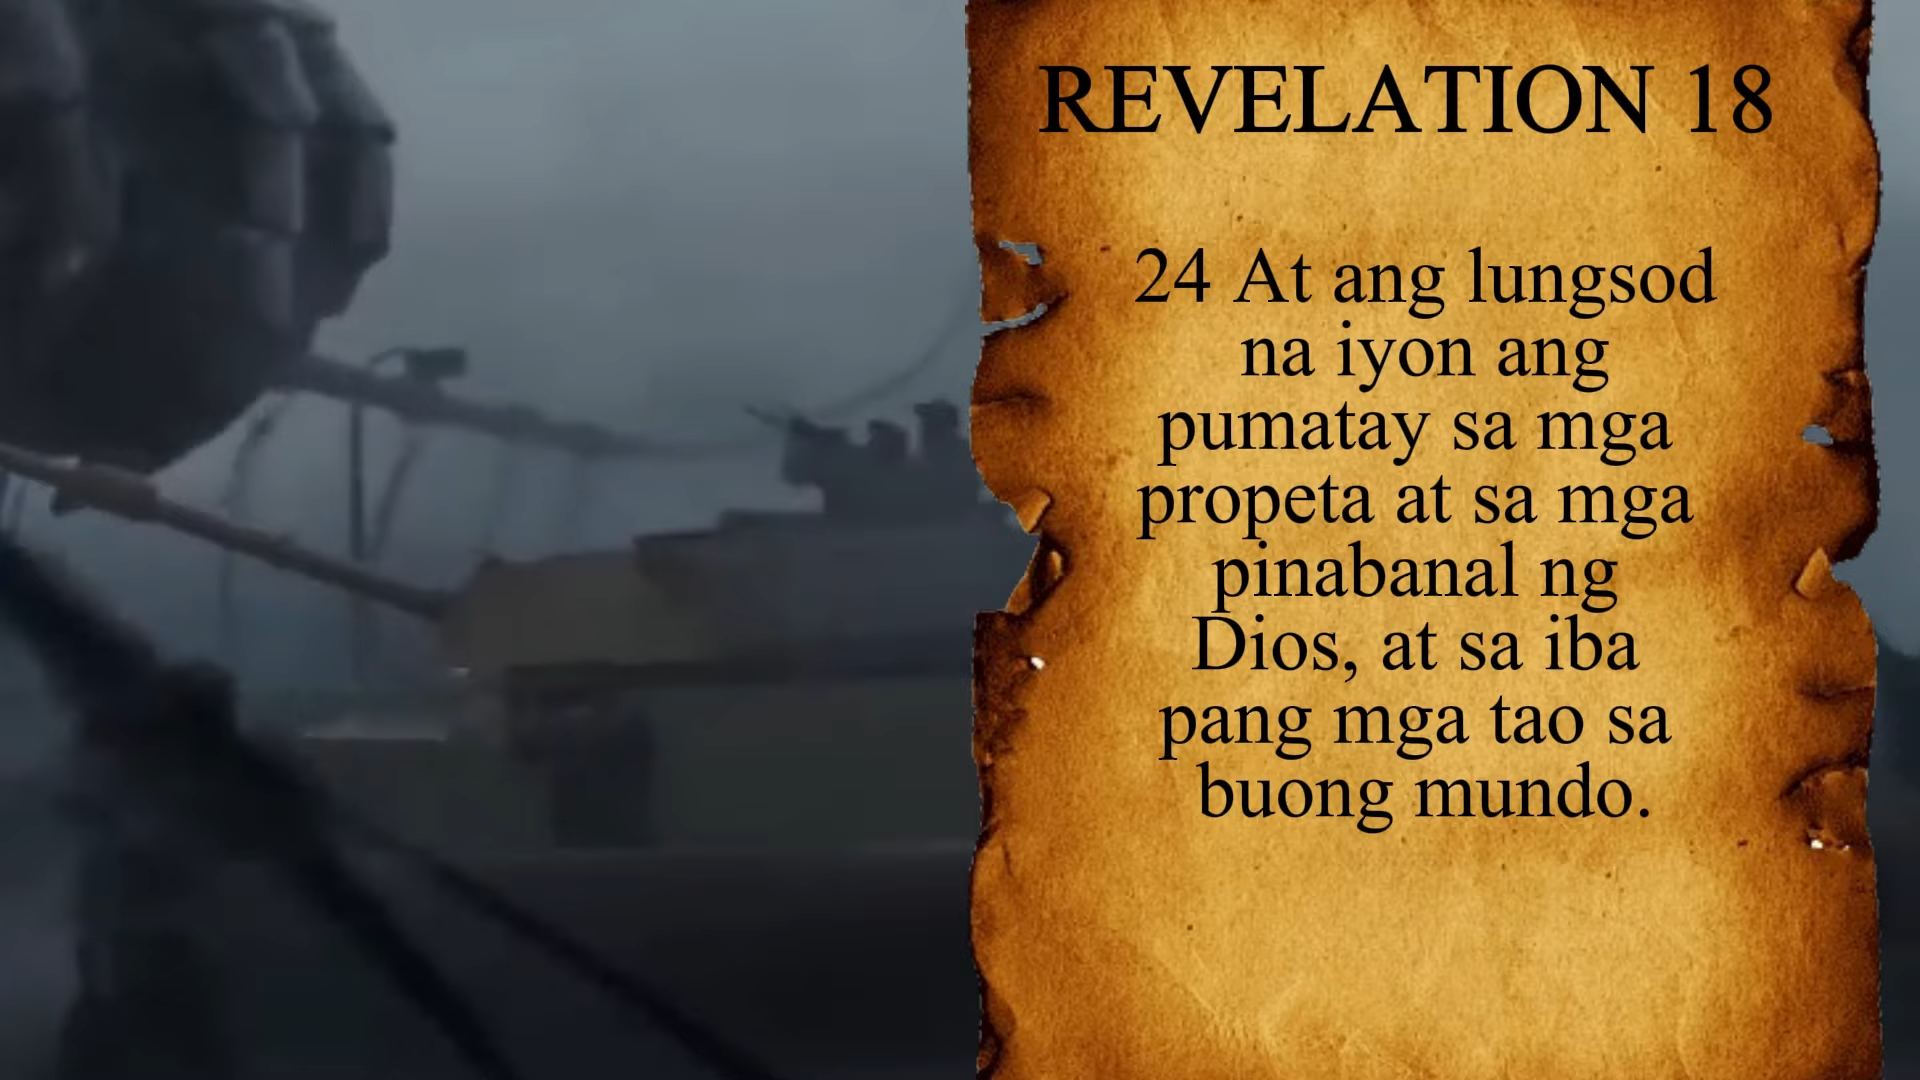 REVELATION 18
24 At ang lungsod
na iyon ang
pumatay sa mga
propeta at sa mga
pinabanal ng
Dios, at sa iba
pang mga tao sa
buong mundo.